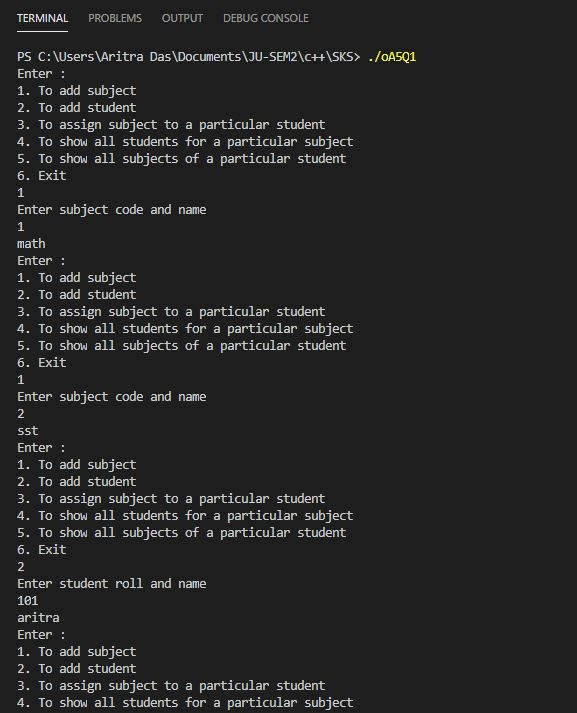 TERMINAL PROBLEMS OUTPUT DEBUG CONSOLE
PS C:\Users\Aritra Das\Documents\JU-SEM2\c++\SKS> ./oA5Q1
Enter :
1. To add subject
2. To add student
3. To assign subject to a particular student
4. To show all students for a particular subject
5. To show all subjects of a particular student
6. Exit
1
Enter subject code and name
1
math
Enter :
1. To add subject
2. To add student
3. To assign subject to a particular student
4. To show all students for a particular subject
5. To show all subjects of a particular student
6. Exit
1
Enter subject code and name
2
sst
Enter :
1. To add subject
2. To add student
3. To assign subject to a particular student
4. To show all students for a particular subject
5. To show all subjects of a particular student
6. Exit
2
Enter student roll and name
101
aritra
Enter :
1. To add subject
2. To add student
3. To assign subject to a particular student
4. To show all students for a particular subject